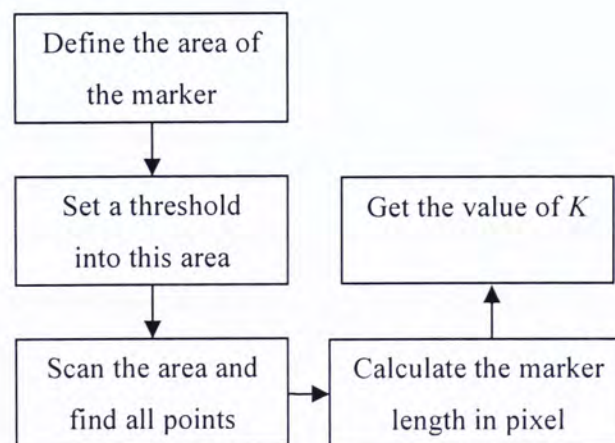 Define the area of
the marker
Set a threshold
into this area
Scan the area and
find all points
Calculate the marker
length in pixel
Get the value of K